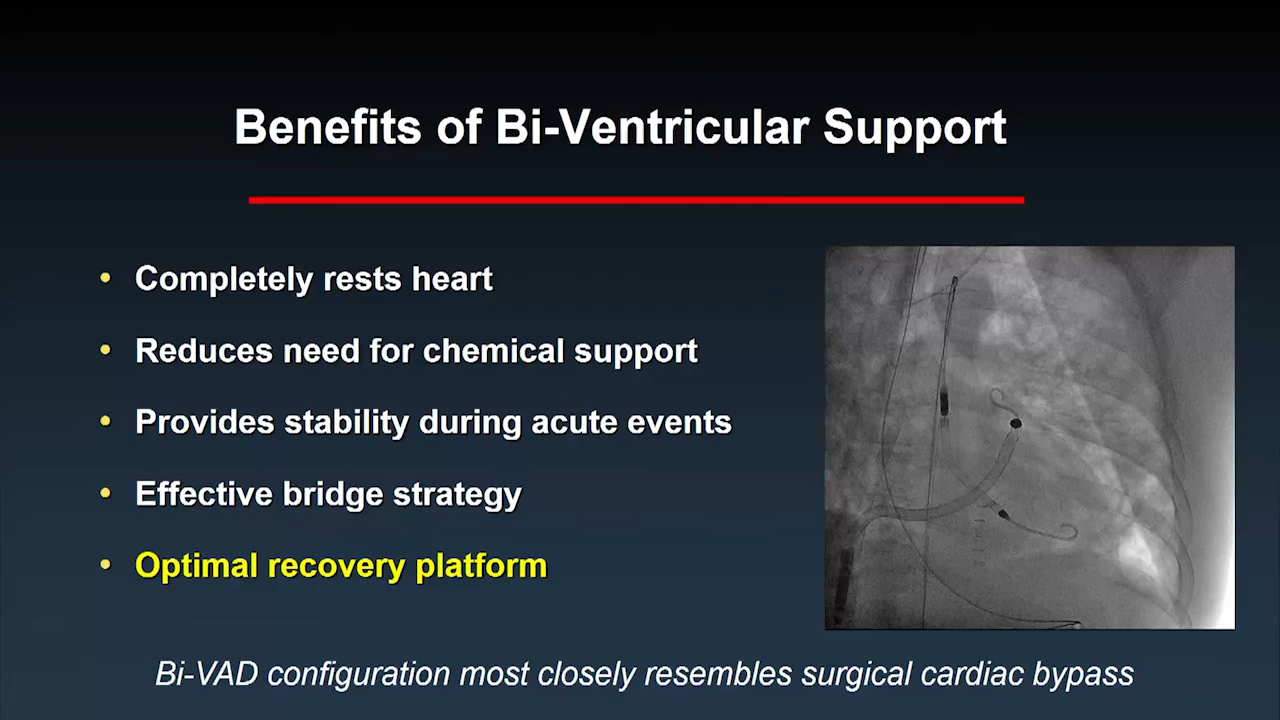 Benefits of Bi-Ventricular Support
• Completely rests heart
• Reduces need for chemical support
• Provides stability during acute events
• Effective bridge strategy
• Optimal recovery platform
Bi-VAD configuration most closely resembles surgical cardiac bypass